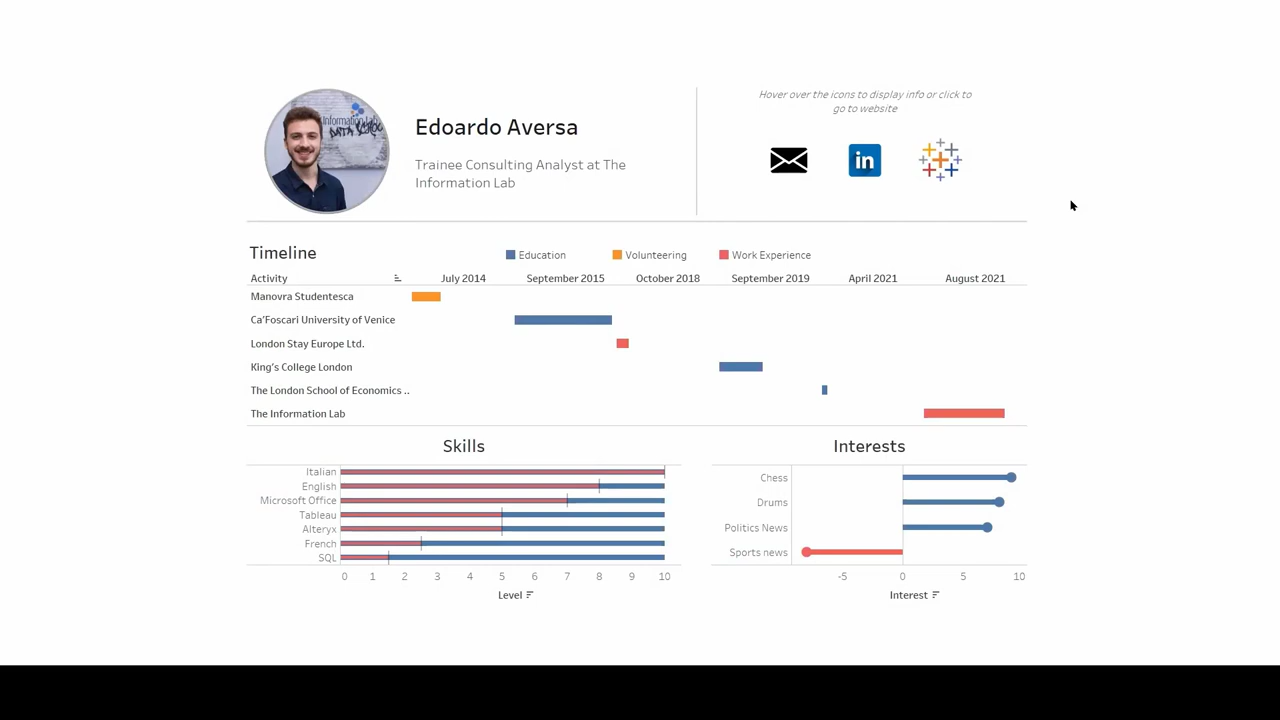 Hover over the icons to display info or click to
go to website
Edoardo Aversa
Trainee Consulting Analyst at The
Information Lab
Information Lab
DATA
in
Timeline
Education Volunteering Work Experience
Activity July 2014 September 2015 October 2018 September 2019 April 2021 August 2021
Manovra Studentesca
Ca'Foscari University of Venice
London Stay Europe Ltd.
King's College London
The London School of Economics ..
The Information Lab
Skills
Italian
English
Microsoft Office
Tableau
Alteryx
French
SQL
0 1 2 3 4 5 6 7 8 9 10
Level
Interests
Chess
Drums
Politics News
Sports news
-5 0 5 10
Interest